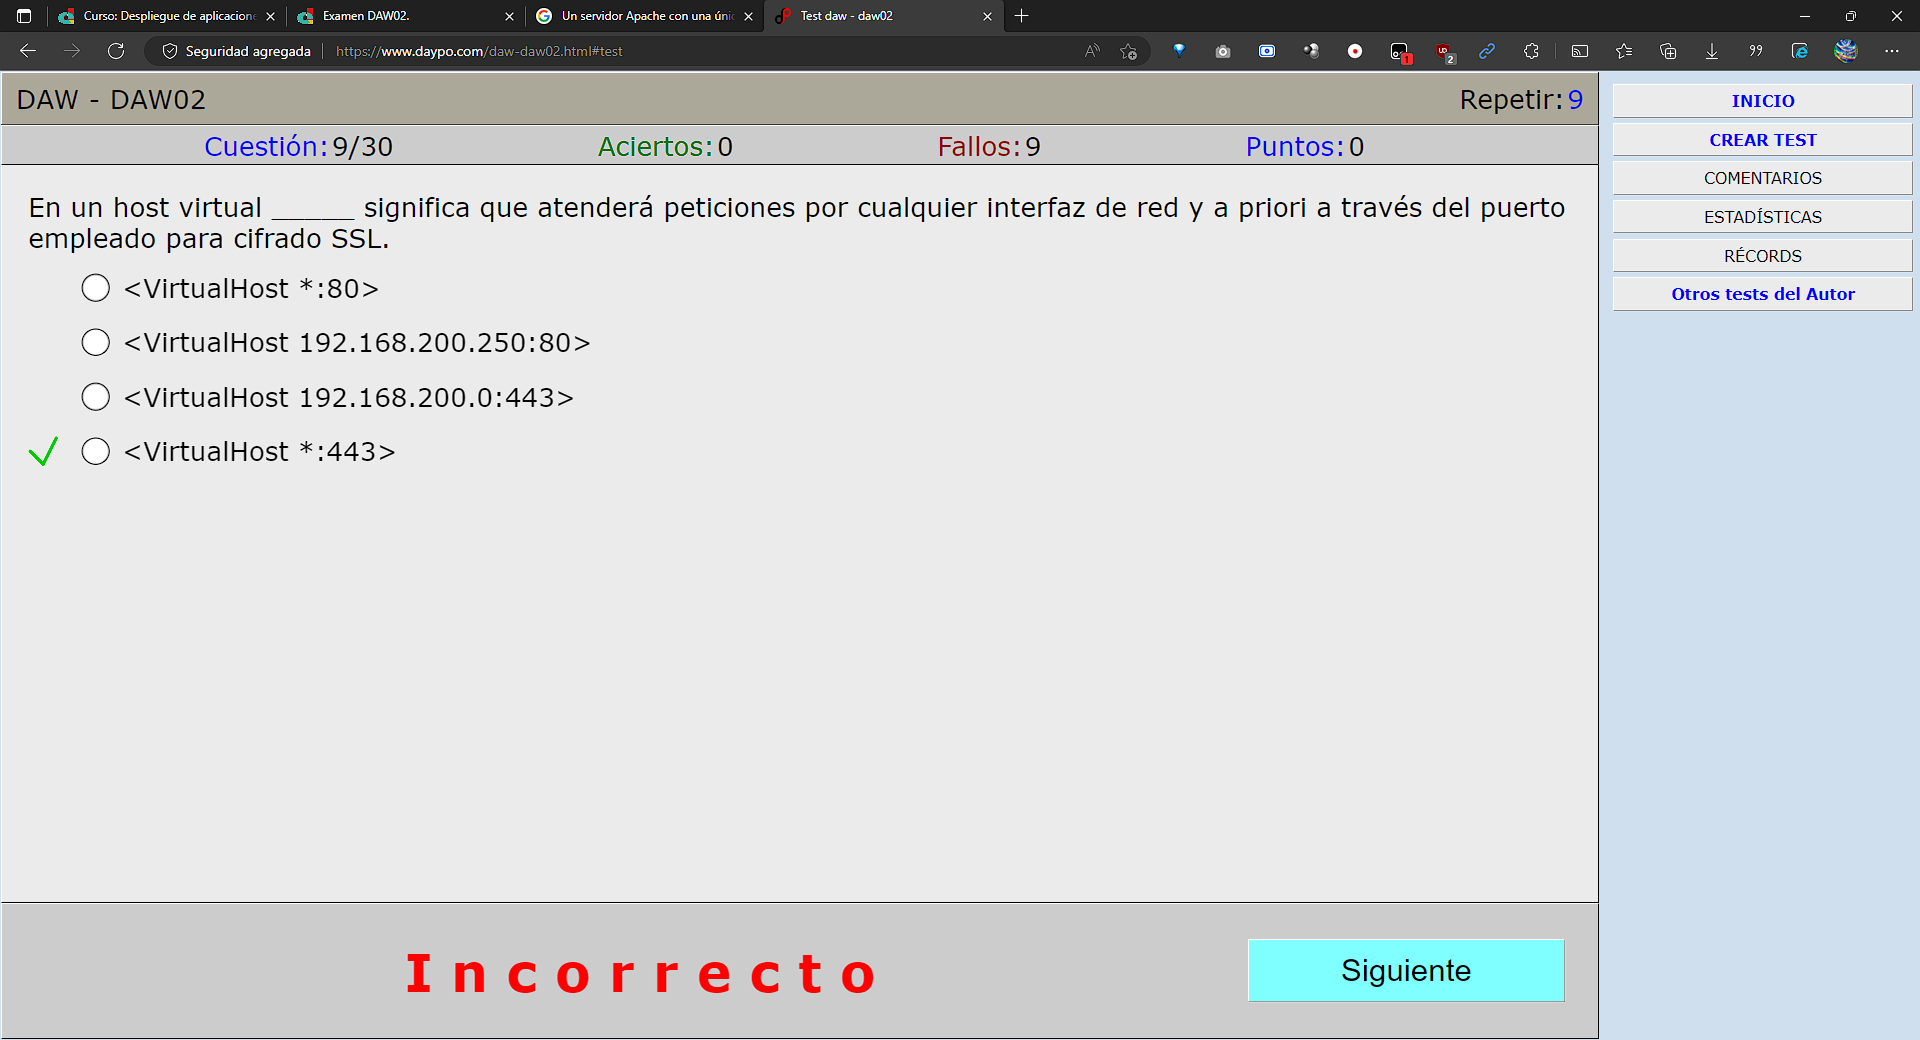 Curso: Despliegue de aplicacione
Examen DAW02.
Un servidor Apache con una únic
Test daw - daw02
Seguridad agregada
https://www.daypo.com/daw-daw02.html#test
1
2
DAW - DAW02
Repetir: 9
Cuestión: 9/30
Aciertos: 0
Fallos: 9
Puntos: 0
En un host virtual _____ significa que atenderá peticiones por cualquier interfaz de red y a priori a través del puerto
empleado para cifrado SSL.
<VirtualHost *:80>
<VirtualHost 192.168.200.250:80>
<VirtualHost 192.168.200.0:443>
<VirtualHost *:443>
Incorrecto
Siguiente
INICIO
CREAR TEST
COMENTARIOS
ESTADÍSTICAS
RÉCORDS
Otros tests del Autor